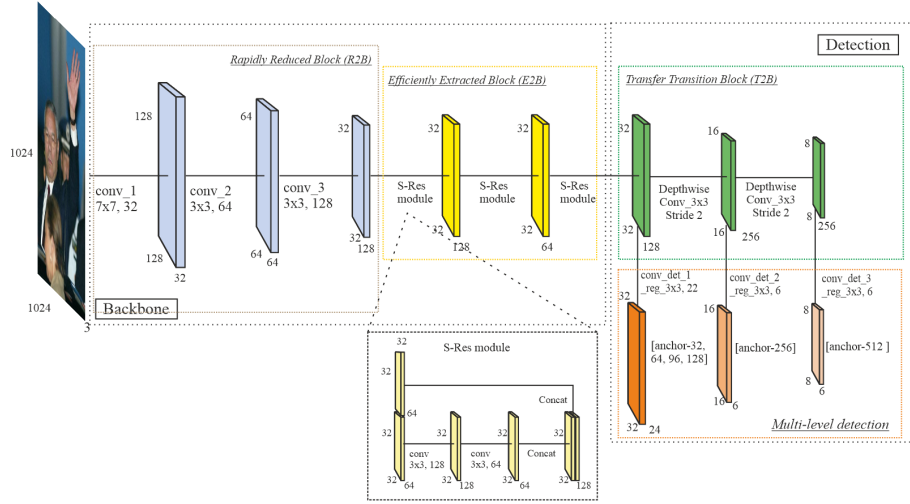 Detection
Rapidly Reduced Block (R2B)
Efficiently Extracted Block (E2B)
Transfer Transition Block (T2B)
1024
1024
3
conv_1
7x7, 32
128
128
32
conv_2
3x3, 64
64
64
64
conv_3
3x3, 128
32
32
128
Backbone
S-Res
module
32
32
128
S-Res
module
32
32
64
S-Res
module
32
32
128
Depthwise
Conv_3x3
Stride 2
16
16
256
Depthwise
Conv_3x3
Stride 2
8
8
256
conv_det_1
_reg_3x3, 22
conv_det_2
_reg_3x3, 6
conv_det_3
_reg_3x3, 6
32
[anchor-32,
64, 96, 128]
32
24
16
[anchor-256]
16
6
8
[anchor-512 ]
8
6
Multi-level detection
S-Res module
32
32
64
Concat
32
32
64
conv
3x3, 128
32
32
128
conv
3x3, 64
32
32
64
Concat
32
32
128